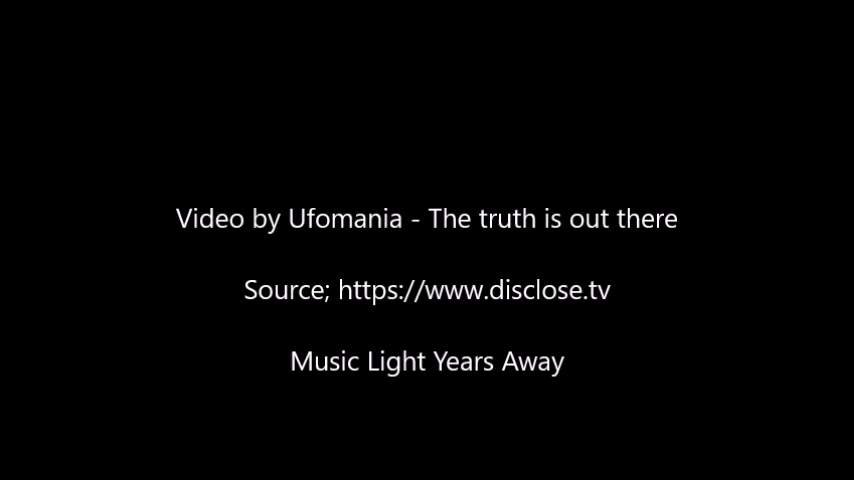 Video by Ufomania - The truth is out there
Source; https://www.disclose.tv
Music Light Years Away